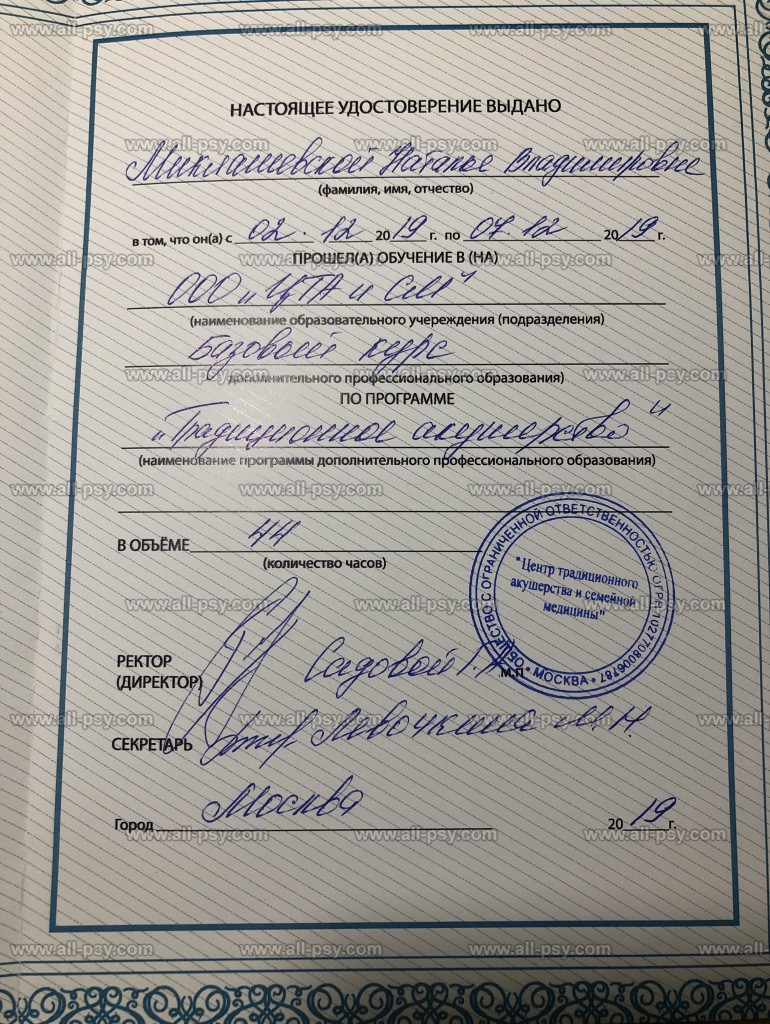 www.all-psy.com
НАСТОЯЩЕЕ УДОСТОВЕРЕНИЕ ВЫДАНО
Миклашевской Наталье Владимировне
(фамилия, имя, отчество)
в том, что он(а) с 02. 12 2019 г. по 07.12 2019 г.
ПРОШЕЛ(А) ОБУЧЕНИЕ В (НА)
ООО "ЦТА и СМ"
(наименование образовательного учереждения (подразделения)
Базовый курс
дополнительного профессионального образования)
ПО ПРОГРАММЕ
"Традиционное акушерство"
(наименование программы дополнительного профессионального образования)
В ОБЪЁМЕ 44
(количество часов)
ОБЩЕСТВО С ОГРАНИЧЕННОЙ ОТВЕТСТВЕННОСТЬЮ ОГРН 1027708006787 • МОСКВА •
"Центр традиционного
акушерства и семейной
медицины"
РЕКТОР
(ДИРЕКТОР) Садовой
М.П
СЕКРЕТАРЬ Левочкина М.Н.
Город Москва 2019 г.